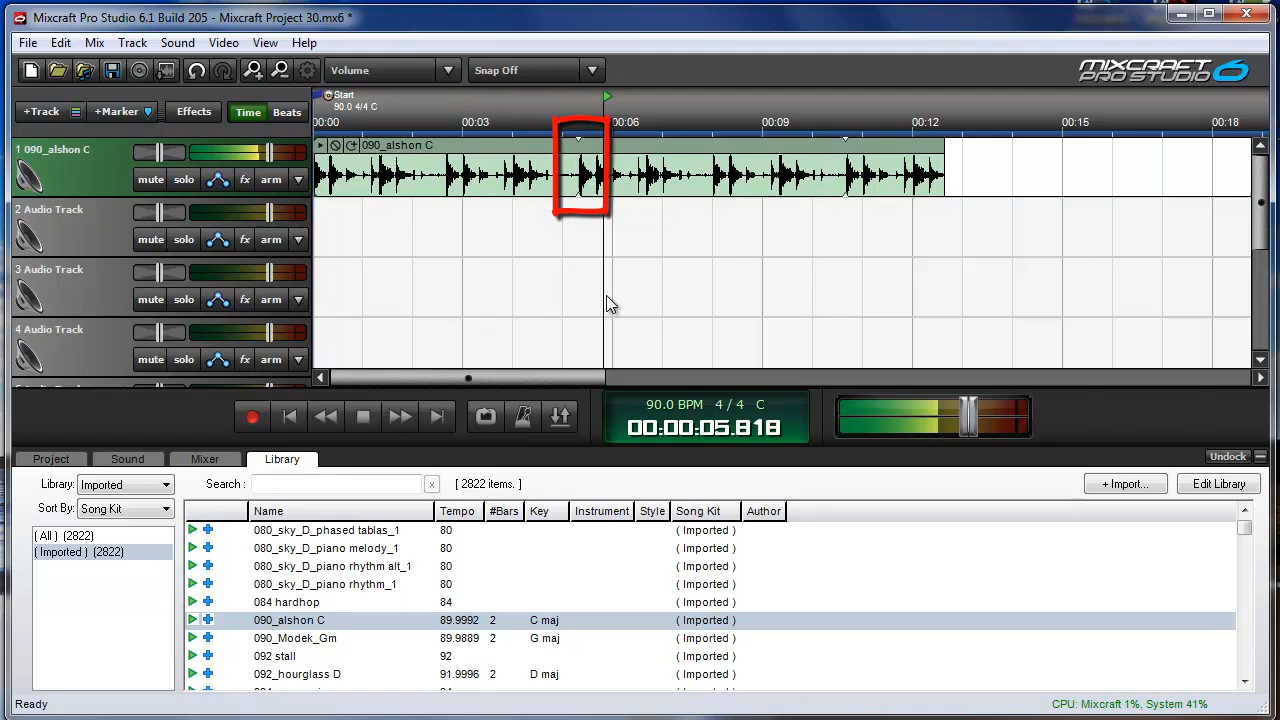 Mixcraft Pro Studio 6.1 Build 205 - Mixcraft Project 30.mx6 *
File Edit Mix Track Sound Video View Help
Volume Snap Off MIXCRAFT PRO STUDIO 6
Start
90.0 4/4 C
+Track +Marker Effects Time Beats
00:00 00:03 00:06 00:09 00:12 00:15 00:18
1 090_alshon C 090_alshon C
mute solo fx arm
2 Audio Track
mute solo fx arm
3 Audio Track
mute solo fx arm
4 Audio Track
mute solo fx arm
90.0 BPM 4 / 4 C
00:00:05.818
Project Sound Mixer Library Undock
Library: Imported Search : x [ 2822 items. ] + Import... Edit Library
Sort By: Song Kit
Name Tempo #Bars Key Instrument Style Song Kit Author
( All ) (2822)
( Imported ) (2822)
080_sky_D_phased tablas_1 80 ( Imported )
080_sky_D_piano melody_1 80 ( Imported )
080_sky_D_piano rhythm alt_1 80 ( Imported )
080_sky_D_piano rhythm_1 80 ( Imported )
084 hardhop 84 ( Imported )
090_alshon C 89.9992 2 C maj ( Imported )
090_Modek_Gm 89.9889 2 G maj ( Imported )
092 stall 92 ( Imported )
092_hourglass D 91.9996 2 D maj ( Imported )
Ready CPU: Mixcraft 1%, System 41%